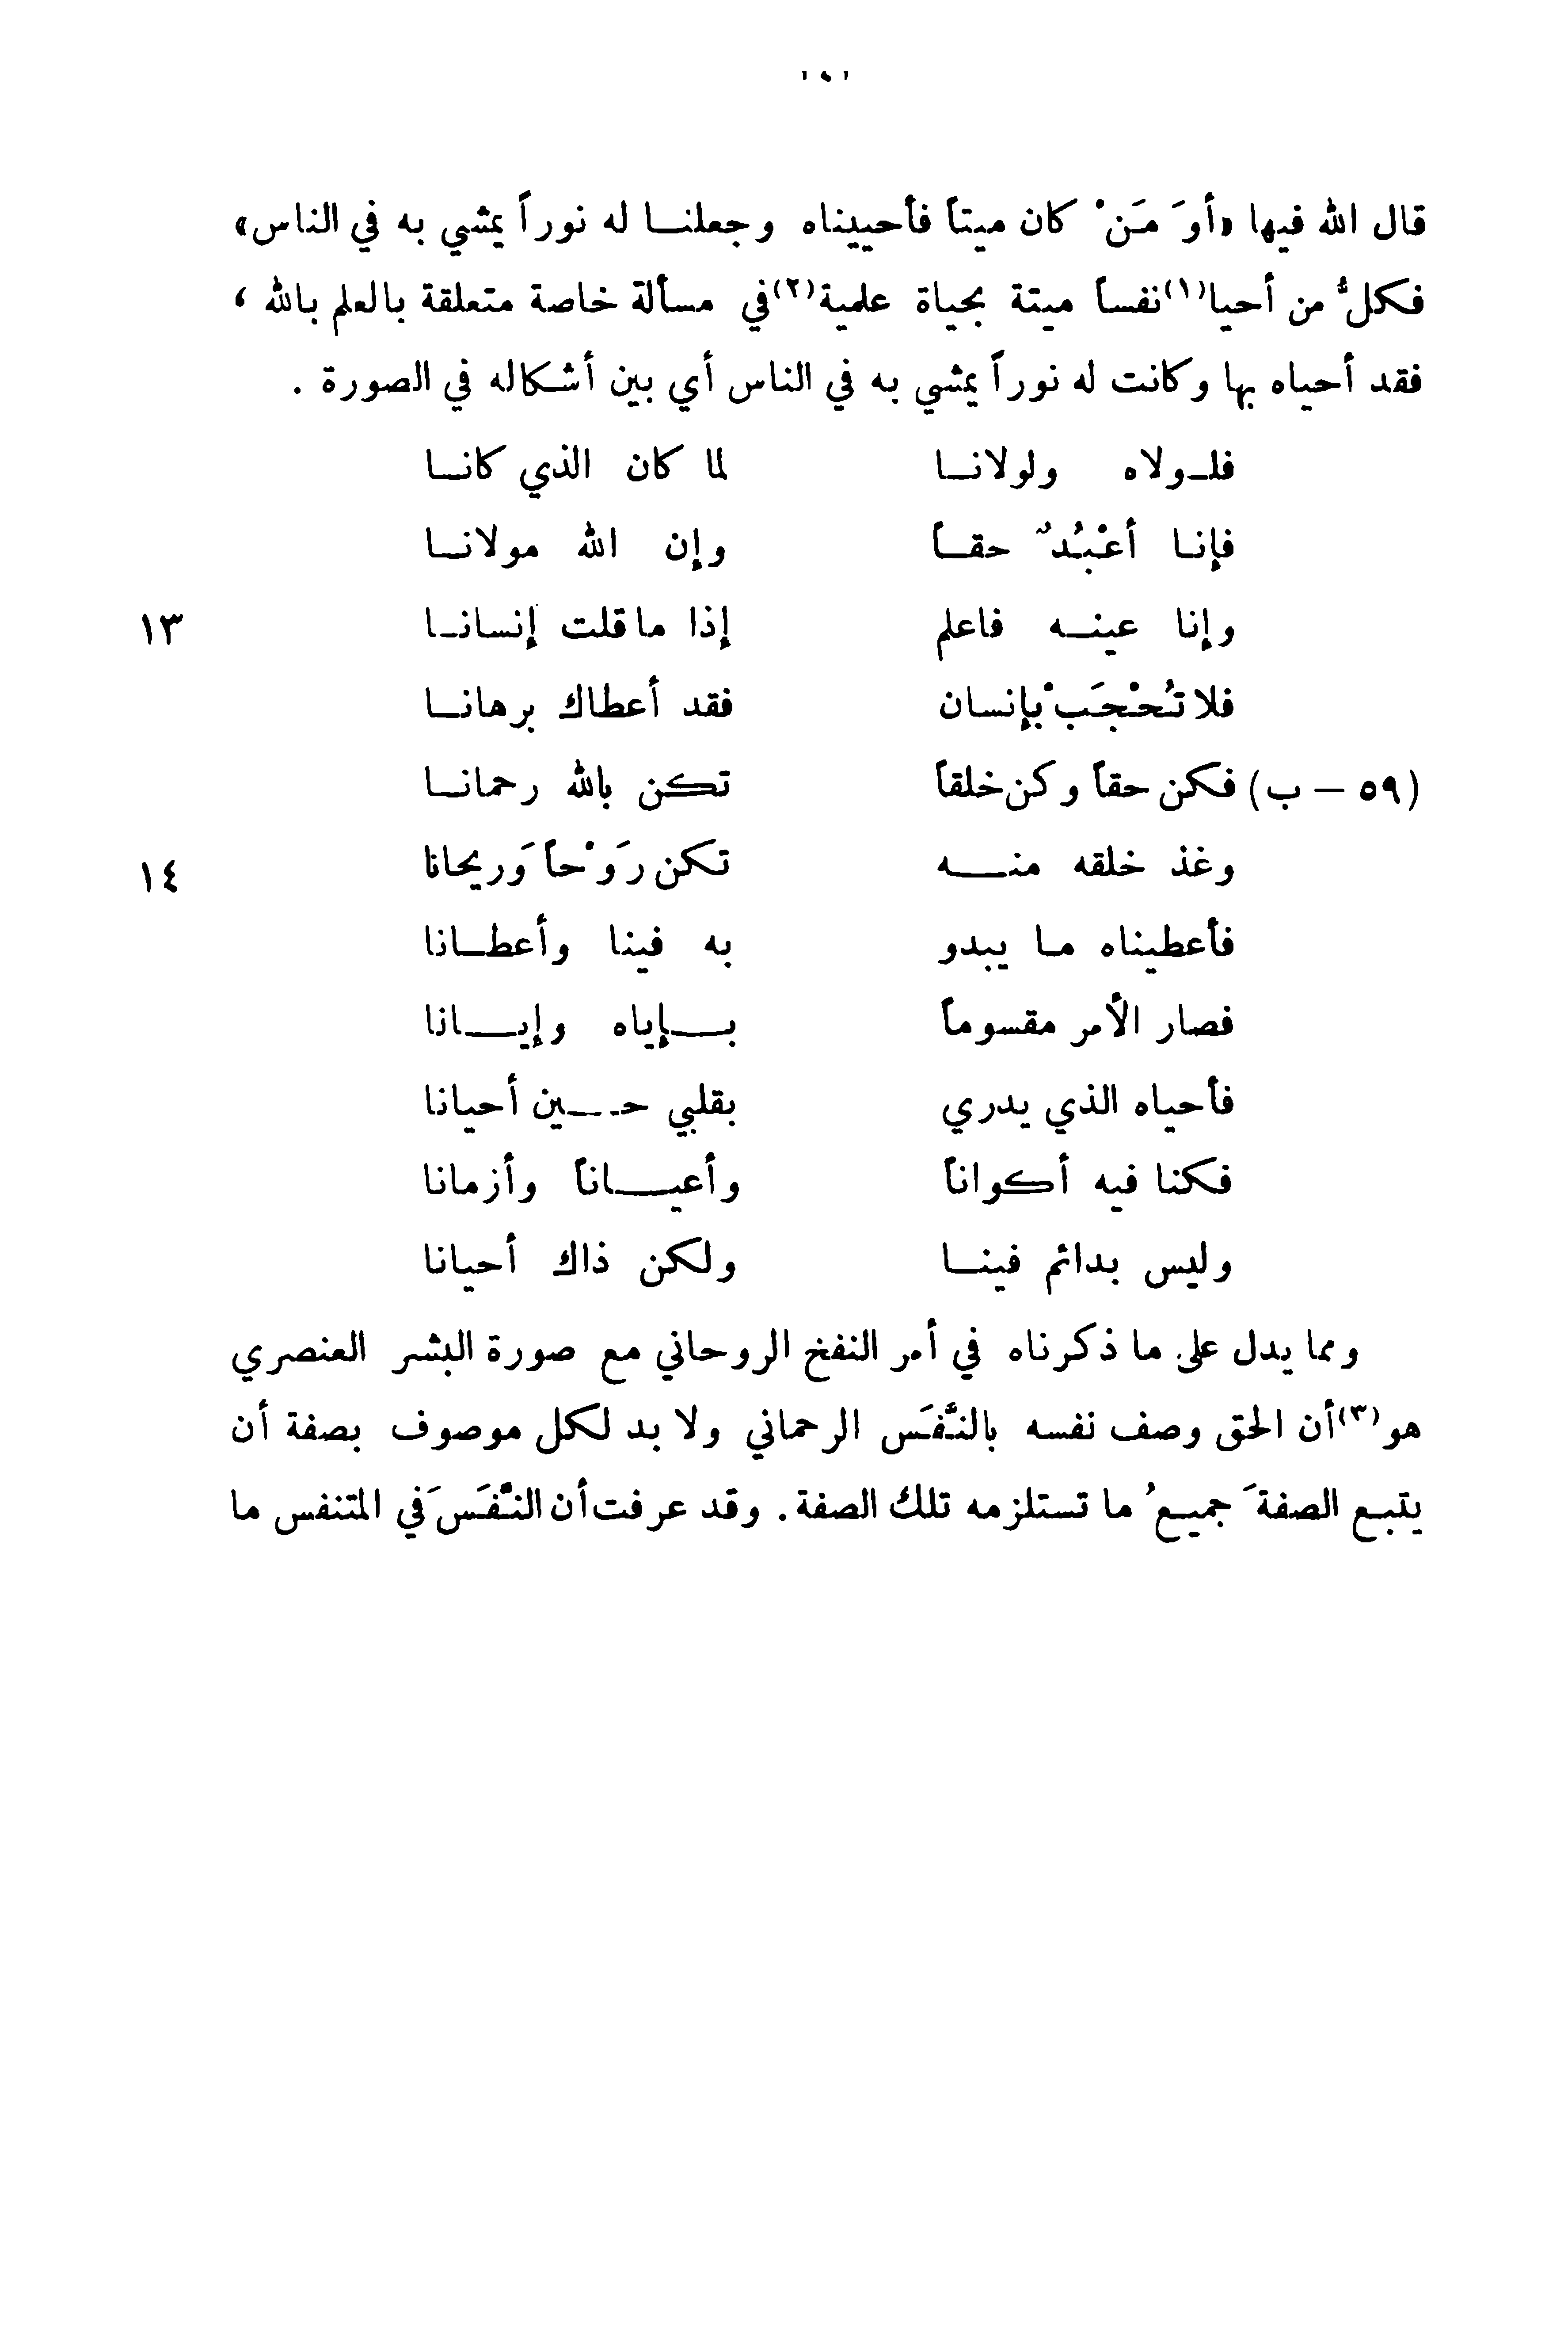 قال الله فيها «أوَ مَنْ كان ميتاً فأحييناه وجعلنا له نوراً يمشي به في الناس»
فكلُّ من أحيا(١)نفساً ميتة بحياة علمية(٢)في مسألة خاصة متعلقة بالعلم بالله ،
فقد أحياه بها وكانت له نوراً يمشي به في الناس أي بين أشكاله في الصورة .
فلولاه ولولانا لما كان الذي كانا
فإنا أعْبُدٌ حقاً وإن الله مولانا
وإنا عينه فاعلم إذا ما قلت إنسانا ١٣
فلا تُحْجَبْ بإنسان فقد أعطاك برهانا
(٥٩ – ب) فكن حقاً وكن خلقاً تكن بالله رحمانا
وغذ خلقه منه تكن رَوْحاً وَريحانا ١٤
فأعطيناه ما يبدو به فينا وأعطانا
فصار الأمر مقسوماً بإياه وإيانا
فأحياه الذي يدري بقلبي حين أحيانا
فكنا فيه أكواناً وأعياناً وأزمانا
وليس بدائم فينا ولكن ذاك أحيانا
ومما يدل على ما ذكرناه في أمر النفخ الروحاني مع صورة البشر العنصري
هو(٣)أن الحق وصف نفسه بالنَّفَس الرحماني ولا بد لكل موصوف بصفة أن
يتبع الصفةَ جميعُ ما تستلزمه تلك الصفة . وقد عرفت أن النَّفَسَ في المتنفس ما